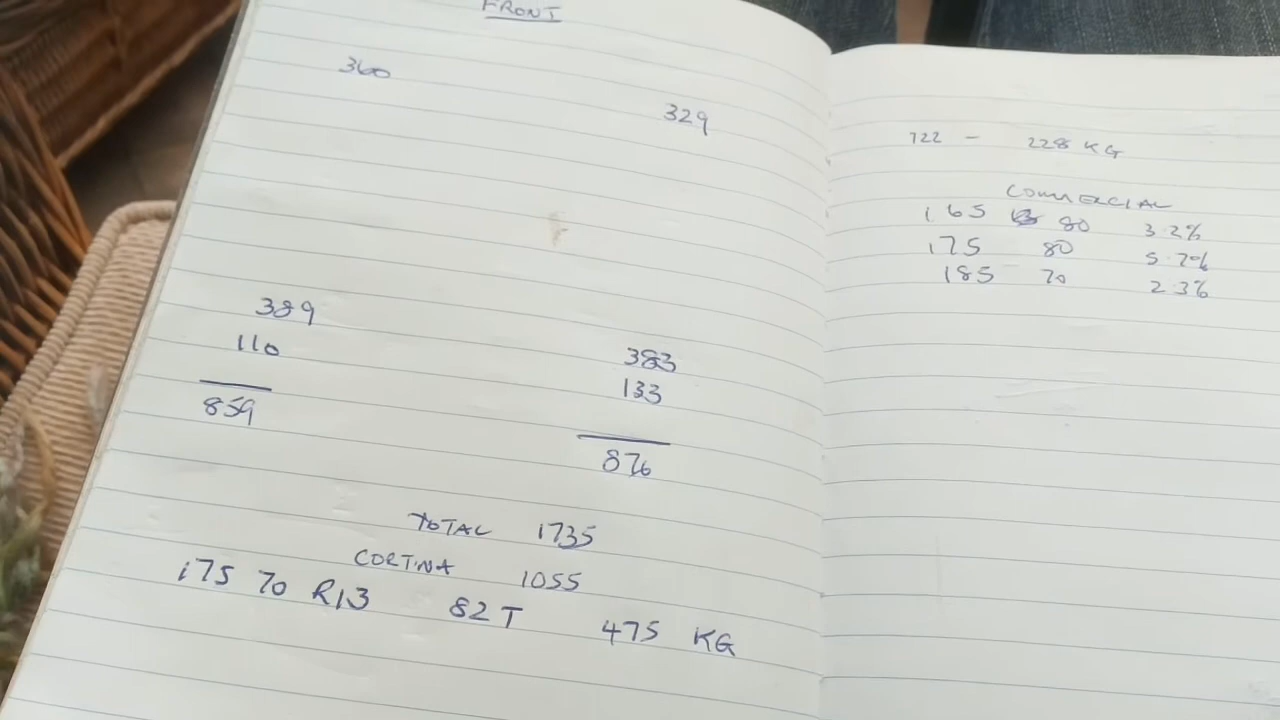 FRONT
360
329
389
110
859
383
133
876
TOTAL 1735
CORTINA 1055
175 70 R13 82T 475 KG
722 - 228 KG
COMMERCIAL
165 80 3.2%
175 80 5.7%
185 70 2.3%